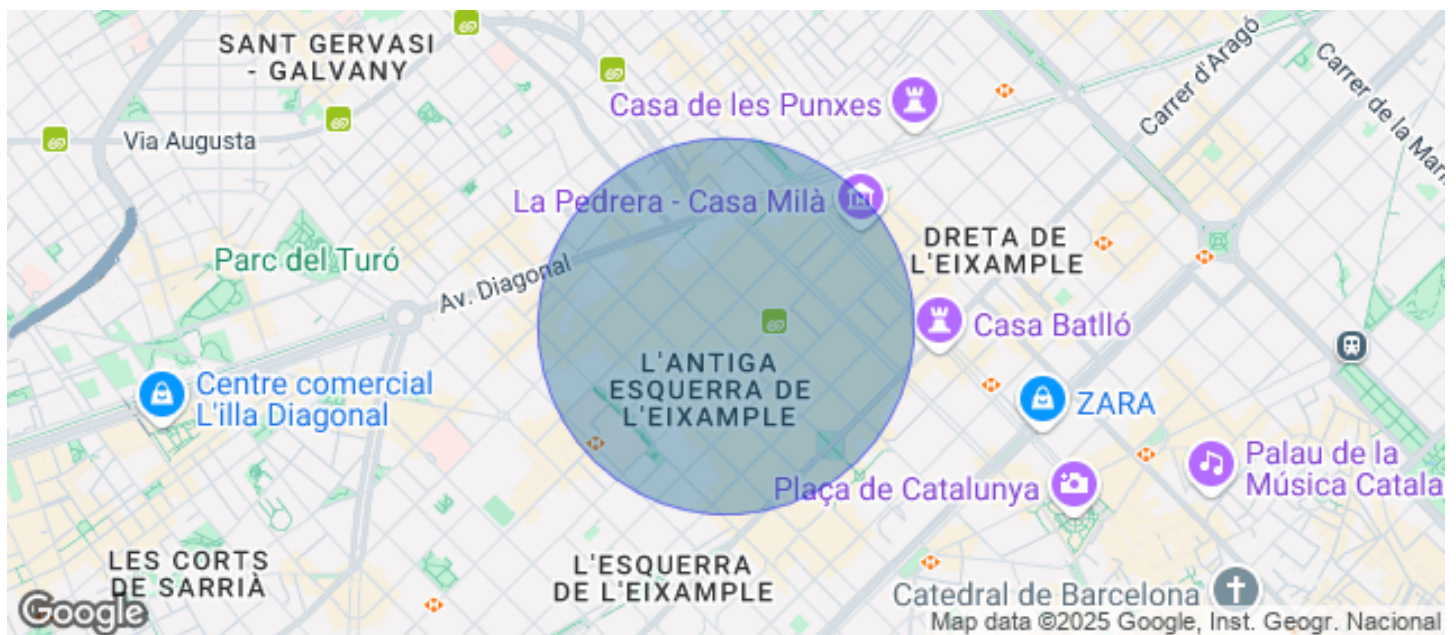 SANT GERVASI
- GALVANY
Casa de les Punxes
Carrer d'Aragó
Carrer de la Mar
Via Augusta
La Pedrera - Casa Milà
DRETA DE
L'EIXAMPLE
Parc del Turó
Av. Diagonal
Casa Batlló
L'ANTIGA
ESQUERRA DE
L'EIXAMPLE
Centre comercial
L'illa Diagonal
ZARA
Palau de la
Música Catala
Plaça de Catalunya
LES CORTS
DE SARRIÀ
L'ESQUERRA
DE L'EIXAMPLE
Catedral de Barcelona
Google
Map data ©2025 Google, Inst. Geogr. Nacional